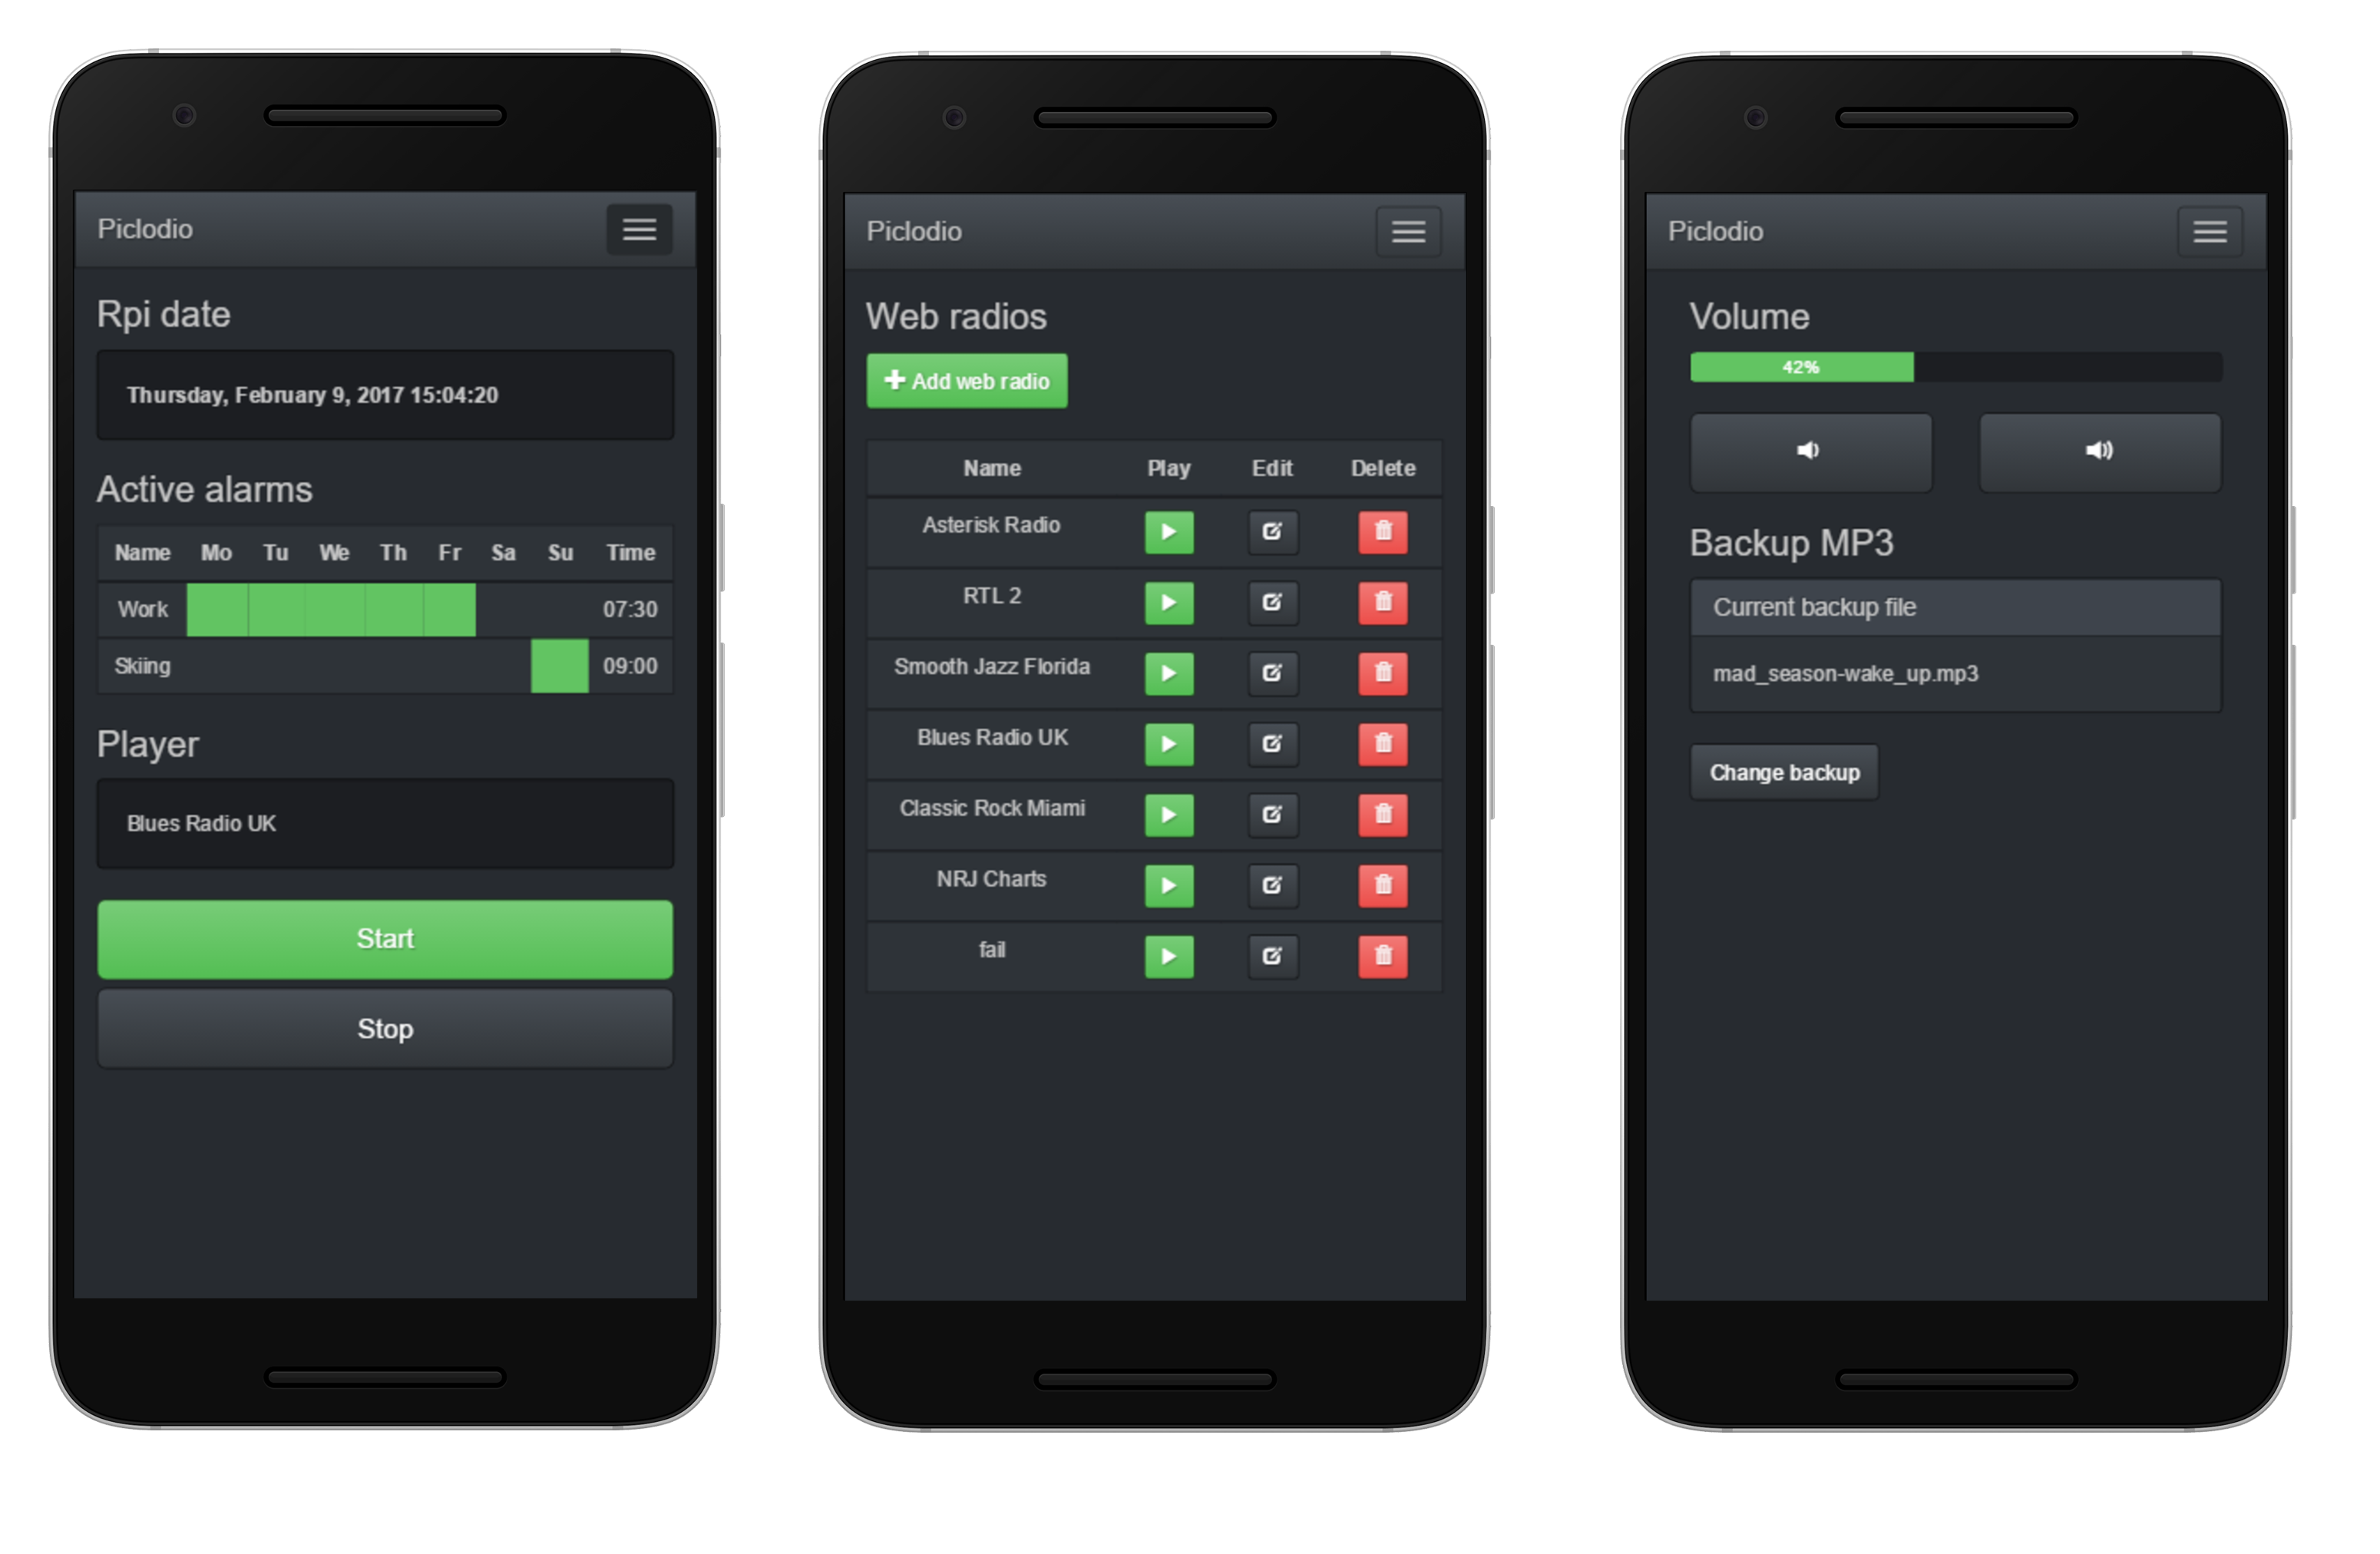 Piclodio
Rpi date
Thursday, February 9, 2017 15:04:20
Active alarms
Name Mo Tu We Th Fr Sa Su Time
Work 07:30
Skiing 09:00
Player
Blues Radio UK
Start
Stop
Piclodio
Web radios
Add web radio
Name Play Edit Delete
Asterisk Radio
RTL 2
Smooth Jazz Florida
Blues Radio UK
Classic Rock Miami
NRJ Charts
fail
Piclodio
Volume
42%
Backup MP3
Current backup file
mad_season-wake_up.mp3
Change backup